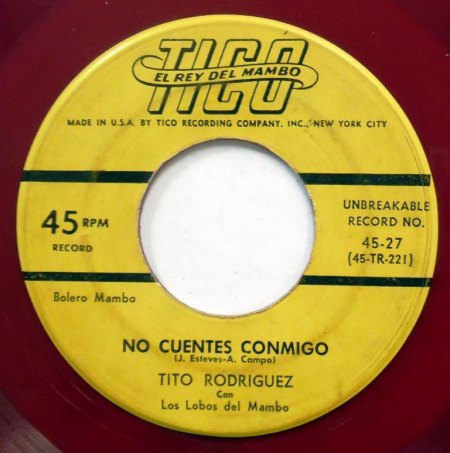 TICO
EL REY DEL MAMBO
MADE IN U.S.A. BY TICO RECORDING COMPANY, INC., NEW YORK CITY
45 RPM
RECORD
UNBREAKABLE
RECORD NO.
45-27
(45-TR-221)
Bolero Mambo
NO CUENTES CONMIGO
(J. Esteves-A. Campo)
TITO RODRIGUEZ
Con
Los Lobos del Mambo